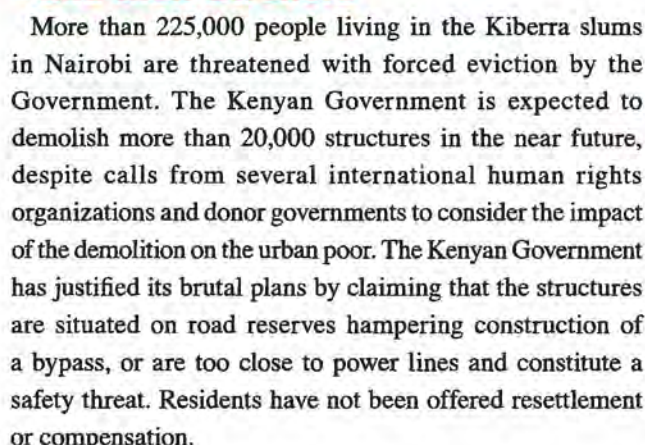 More than 225,000 people living in the Kiberra slums
in Nairobi are threatened with forced eviction by the
Government. The Kenyan Government is expected to
demolish more than 20,000 structures in the near future,
despite calls from several international human rights
organizations and donor governments to consider the impact
of the demolition on the urban poor. The Kenyan Government
has justified its brutal plans by claiming that the structures
are situated on road reserves hampering construction of
a bypass, or are too close to power lines and constitute a
safety threat. Residents have not been offered resettlement
or compensation.